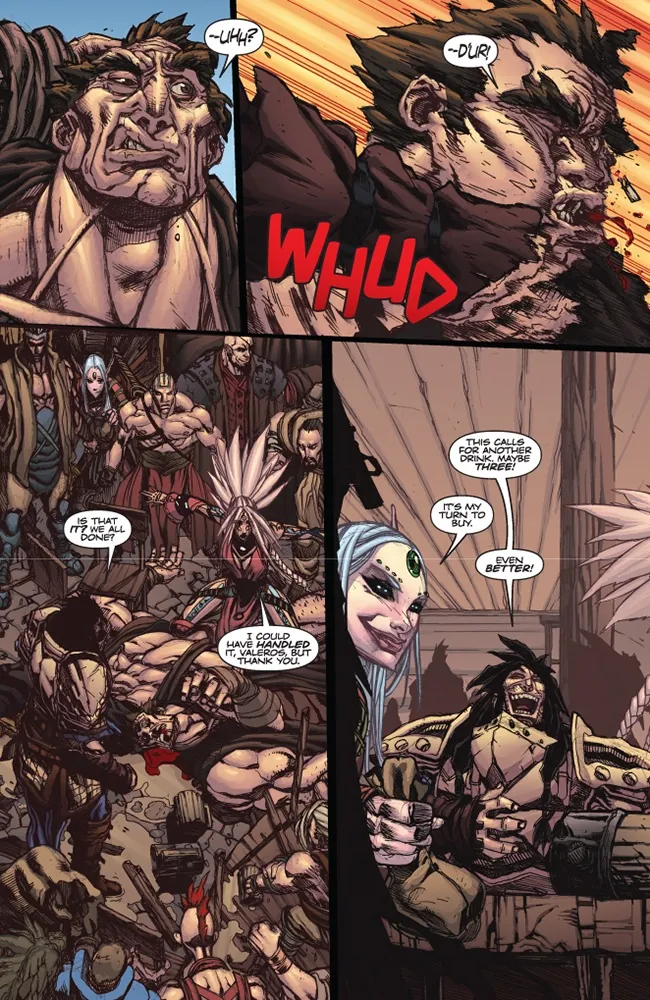 --UHH?
--D'UR!
WHUD
IS THAT
IT? WE ALL
DONE?
I COULD
HAVE HANDLED
IT, VALEROS, BUT
THANK YOU.
THIS CALLS
FOR ANOTHER
DRINK. MAYBE
THREE!
IT'S MY
TURN TO
BUY.
EVEN
BETTER!